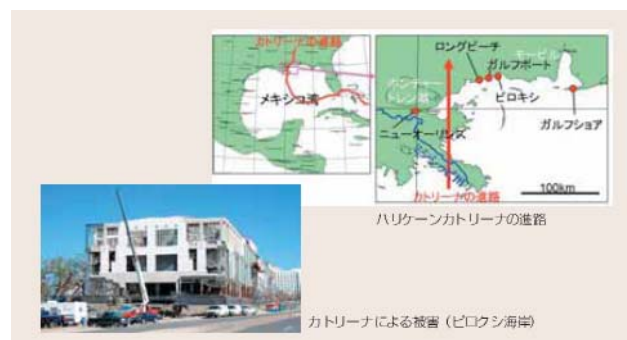 カトリーナの進路
メキシコ湾
ロングビーチ
モービル
ガルフポート
ビロキシ
ニューオーリンズ
ガルフショア
カトリーナの進路
100km
ハリケーンカトリーナの進路
カトリーナによる被害（ビロクシ海岸）